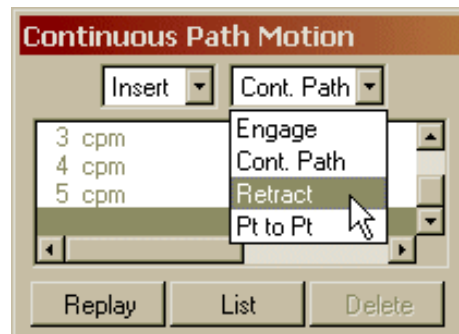 Continuous Path Motion
Insert Cont. Path
3 cpm
4 cpm
5 cpm
Engage
Cont. Path
Retract
Pt to Pt
Replay List Delete